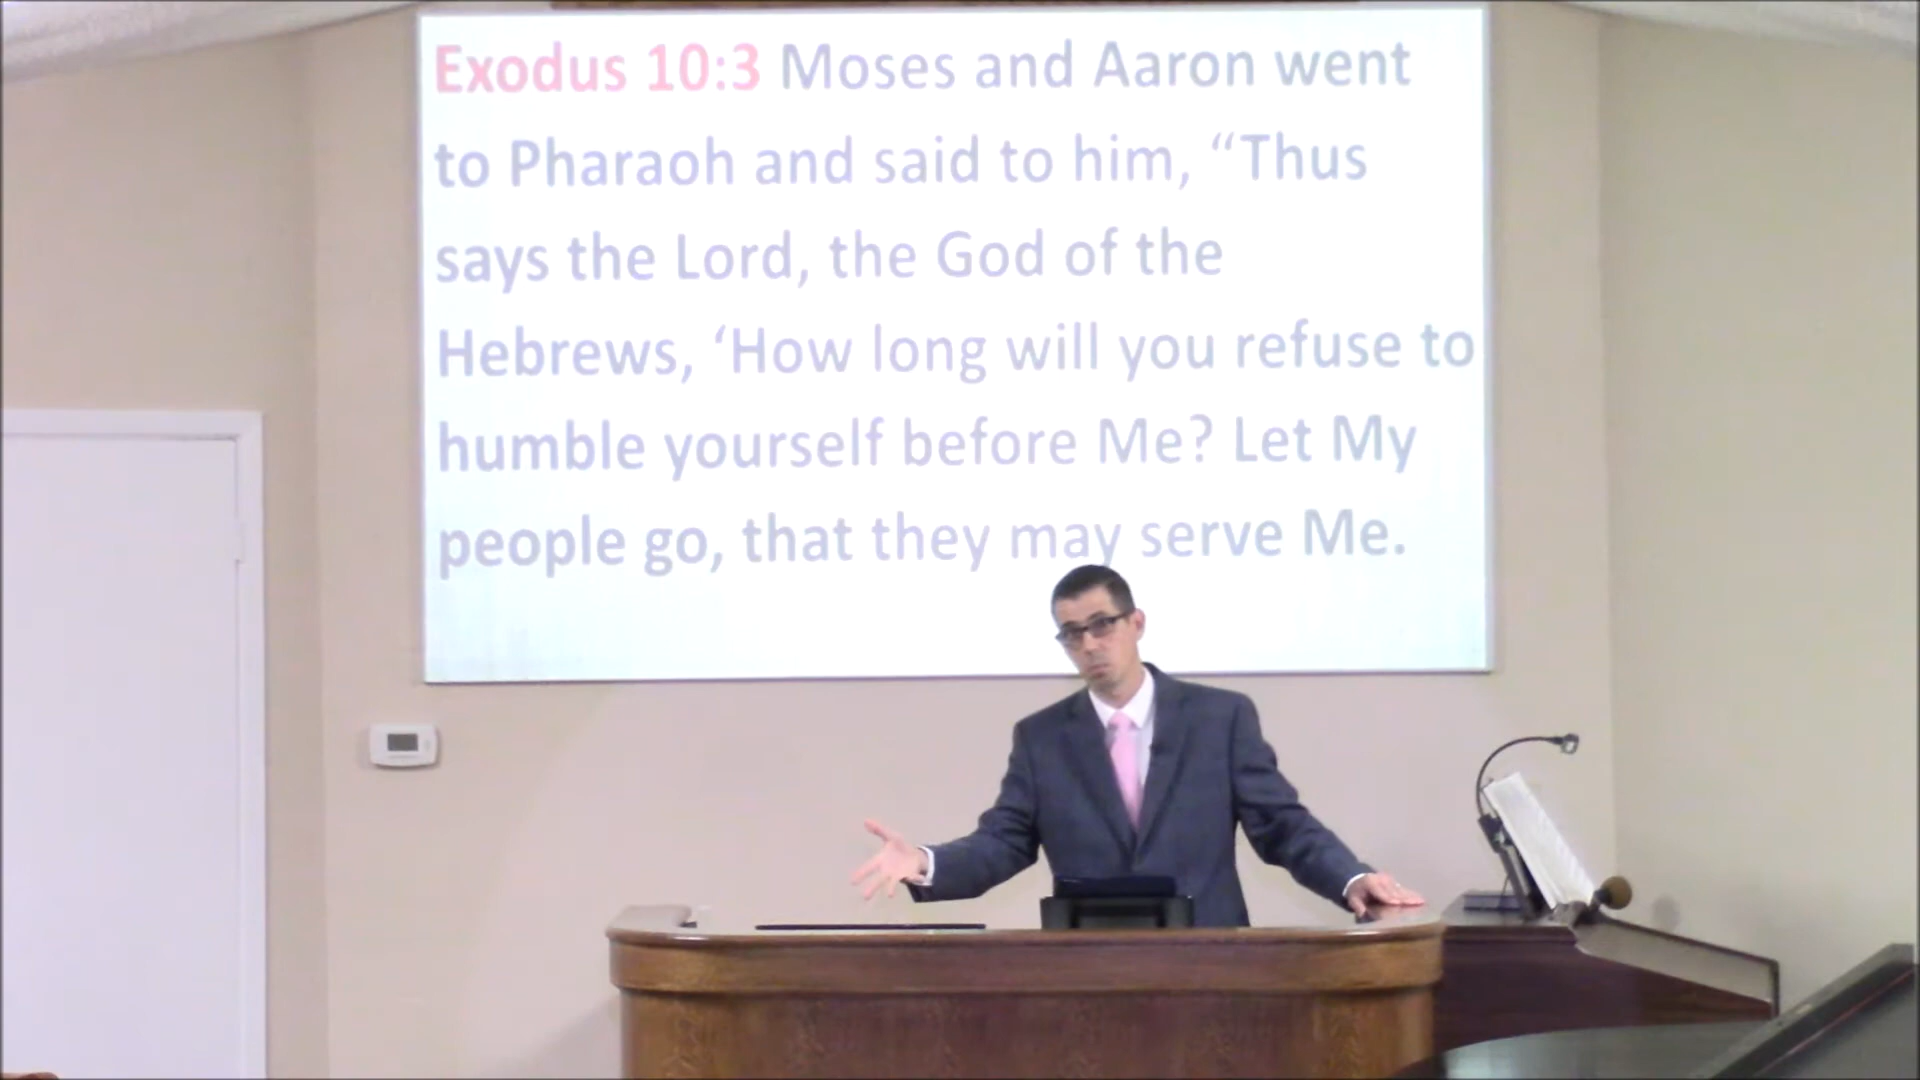 Exodus 10:3 Moses and Aaron went
to Pharaoh and said to him, “Thus
says the Lord, the God of the
Hebrews, ‘How long will you refuse to
humble yourself before Me? Let My
people go, that they may serve Me.